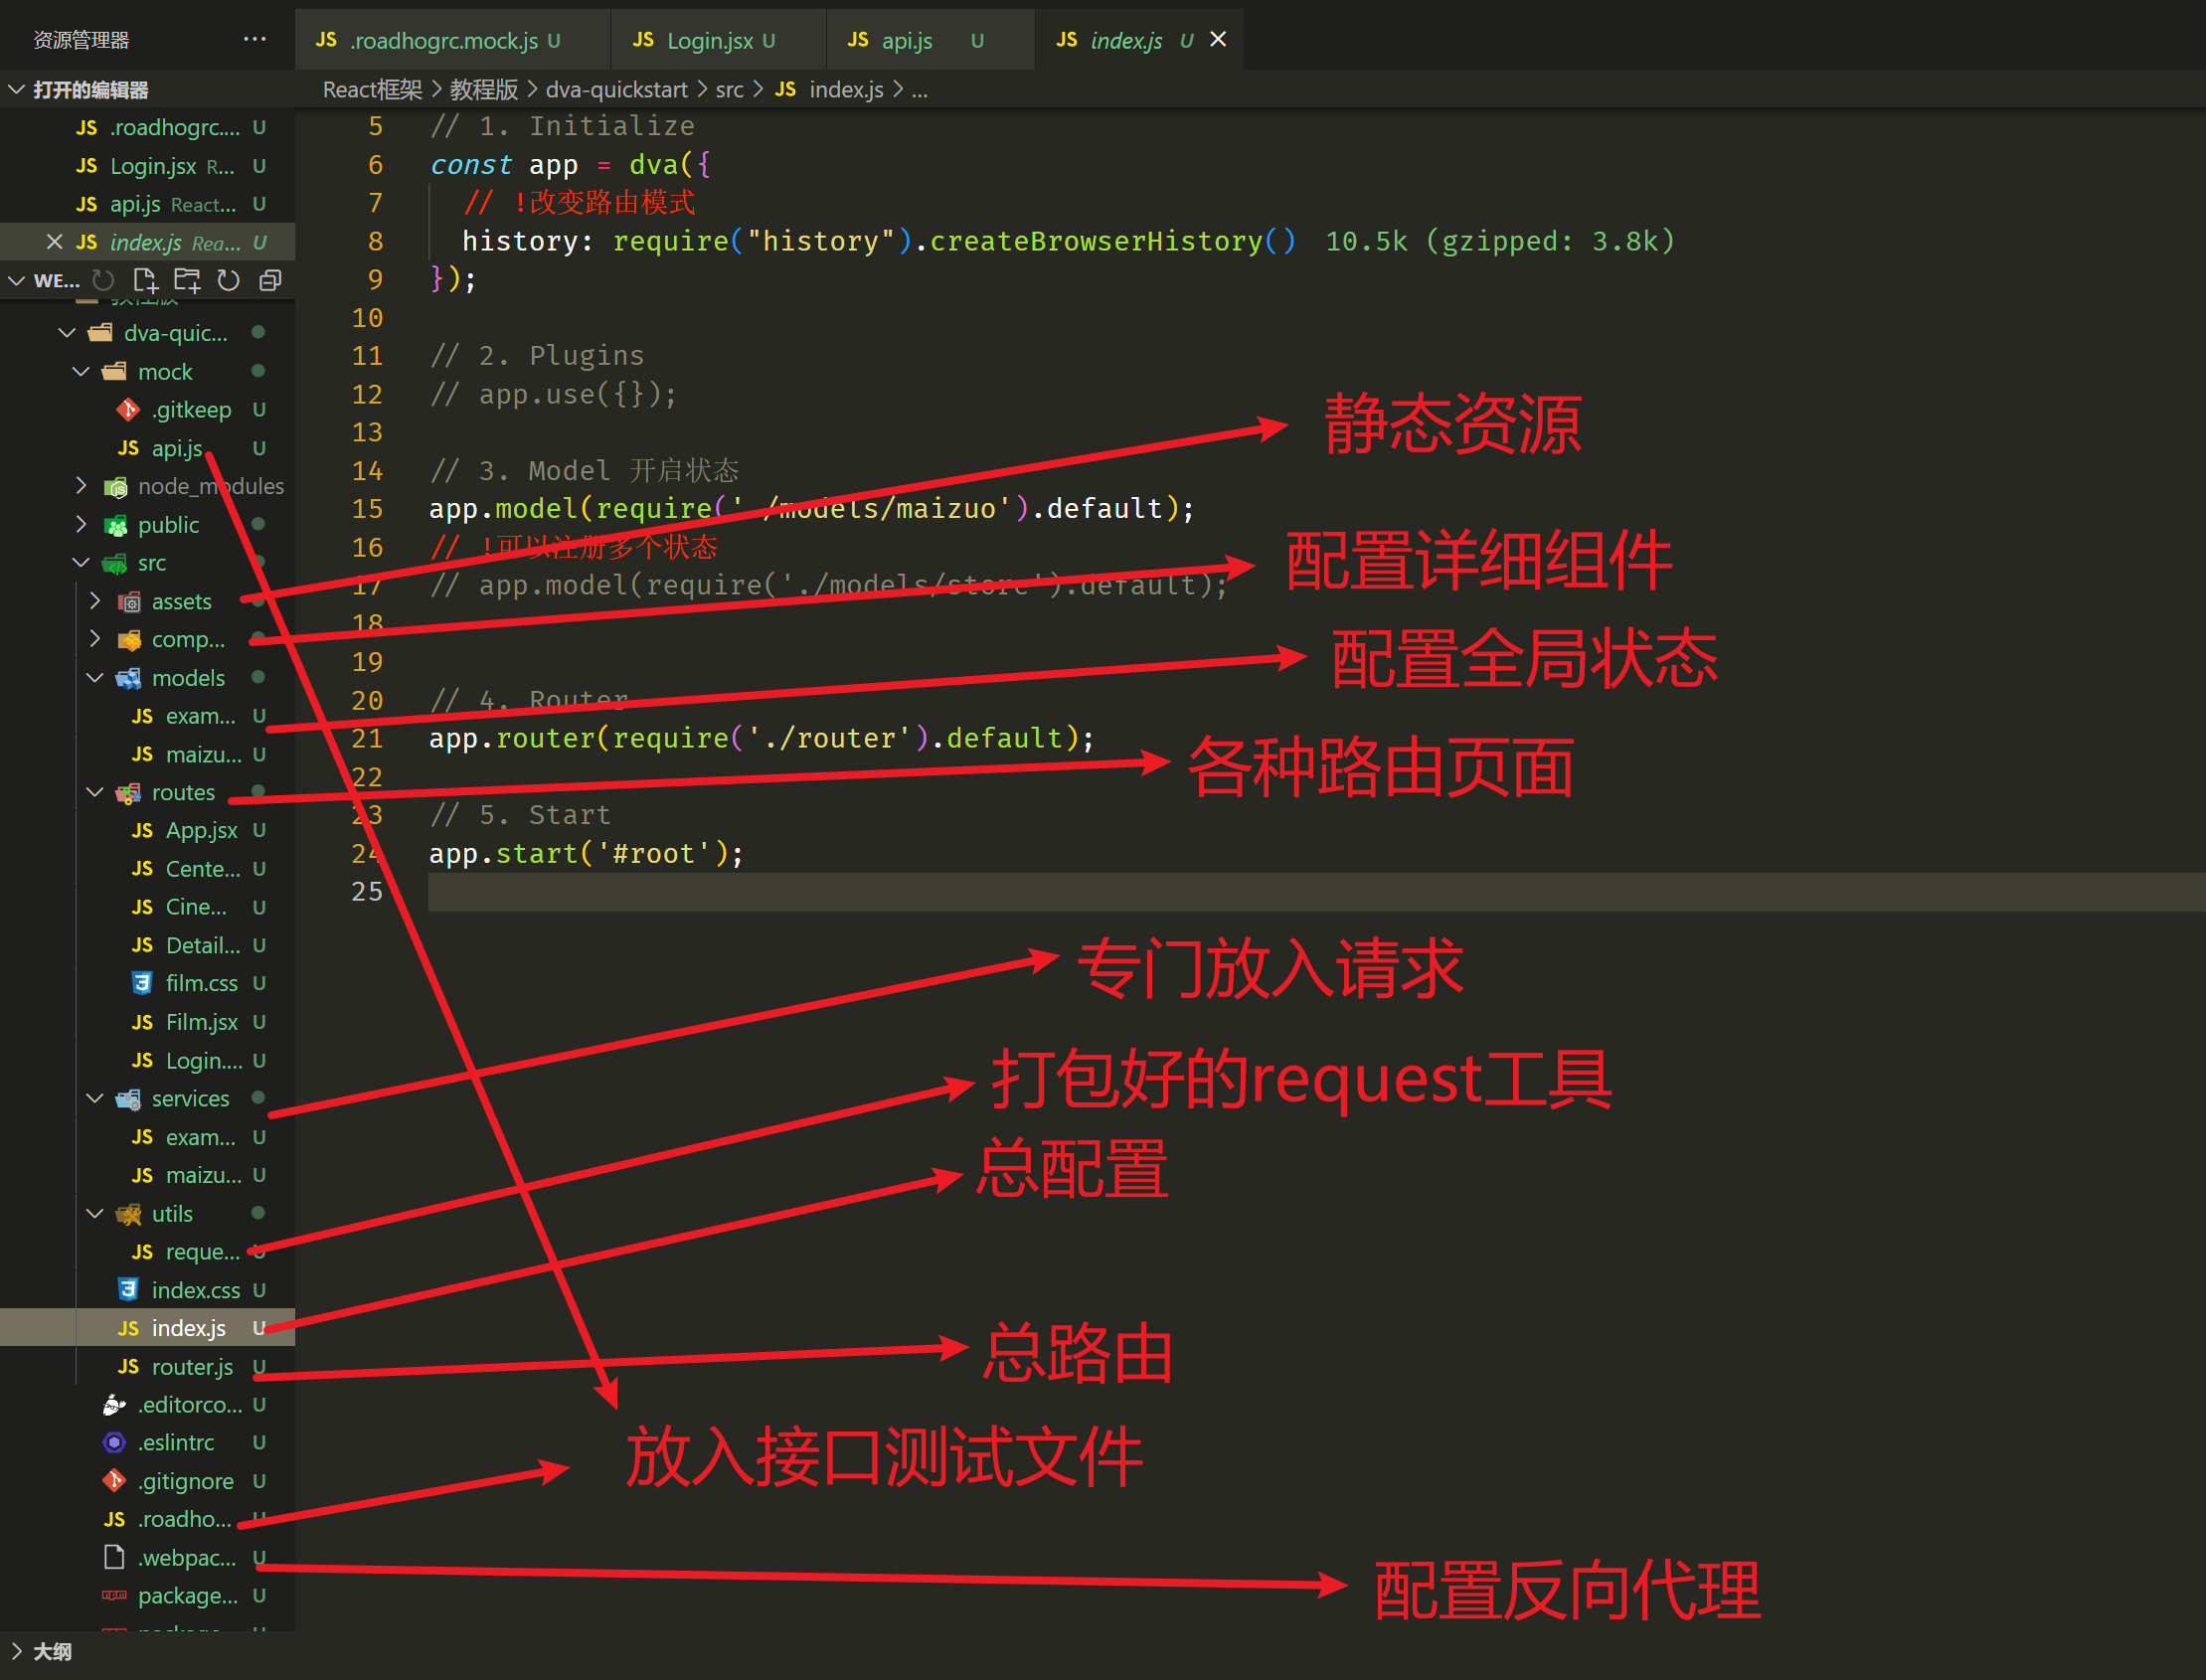 资源管理器 ···
JS .roadhogrc.mock.js U
JS Login.jsx U
JS api.js U
JS index.js U
打开的编辑器
React框架 > 教程版 > dva-quickstart > src > JS index.js > ...
JS .roadhogrc.... U
JS Login.jsx R... U
JS api.js React... U
JS index.js Rea... U
WE...
教程版
dva-quic...
mock
.gitkeep U
JS api.js U
node_modules
public
src
assets
comp...
models
JS exam... U
JS maizu... U
routes
JS App.jsx U
JS Cente... U
JS Cine... U
JS Detail... U
film.css U
JS Film.jsx U
JS Login.... U
services
JS exam... U
JS maizu... U
utils
JS reque... U
index.css U
JS index.js U
JS router.js U
.editorco... U
.eslintrc U
.gitignore U
JS .roadho... U
.webpac... U
package... U
大纲
5 // 1. Initialize
6 const app = dva({
7 // !改变路由模式
8 history: require("history").createBrowserHistory() 10.5k (gzipped: 3.8k)
9 });
10
11 // 2. Plugins
12 // app.use({});
13
14 // 3. Model 开启状态
15 app.model(require('./models/maizuo').default);
16 // !可以注册多个状态
17 // app.model(require('./models/store').default);
18
19
20 // 4. Router
21 app.router(require('./router').default);
22
23 // 5. Start
24 app.start('#root');
25
静态资源
配置详细组件
配置全局状态
各种路由页面
专门放入请求
打包好的request工具
总配置
总路由
放入接口测试文件
配置反向代理